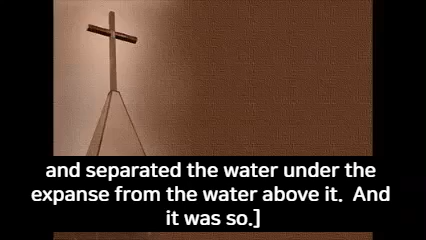 and separated the water under the
expanse from the water above it.  And
it was so.]